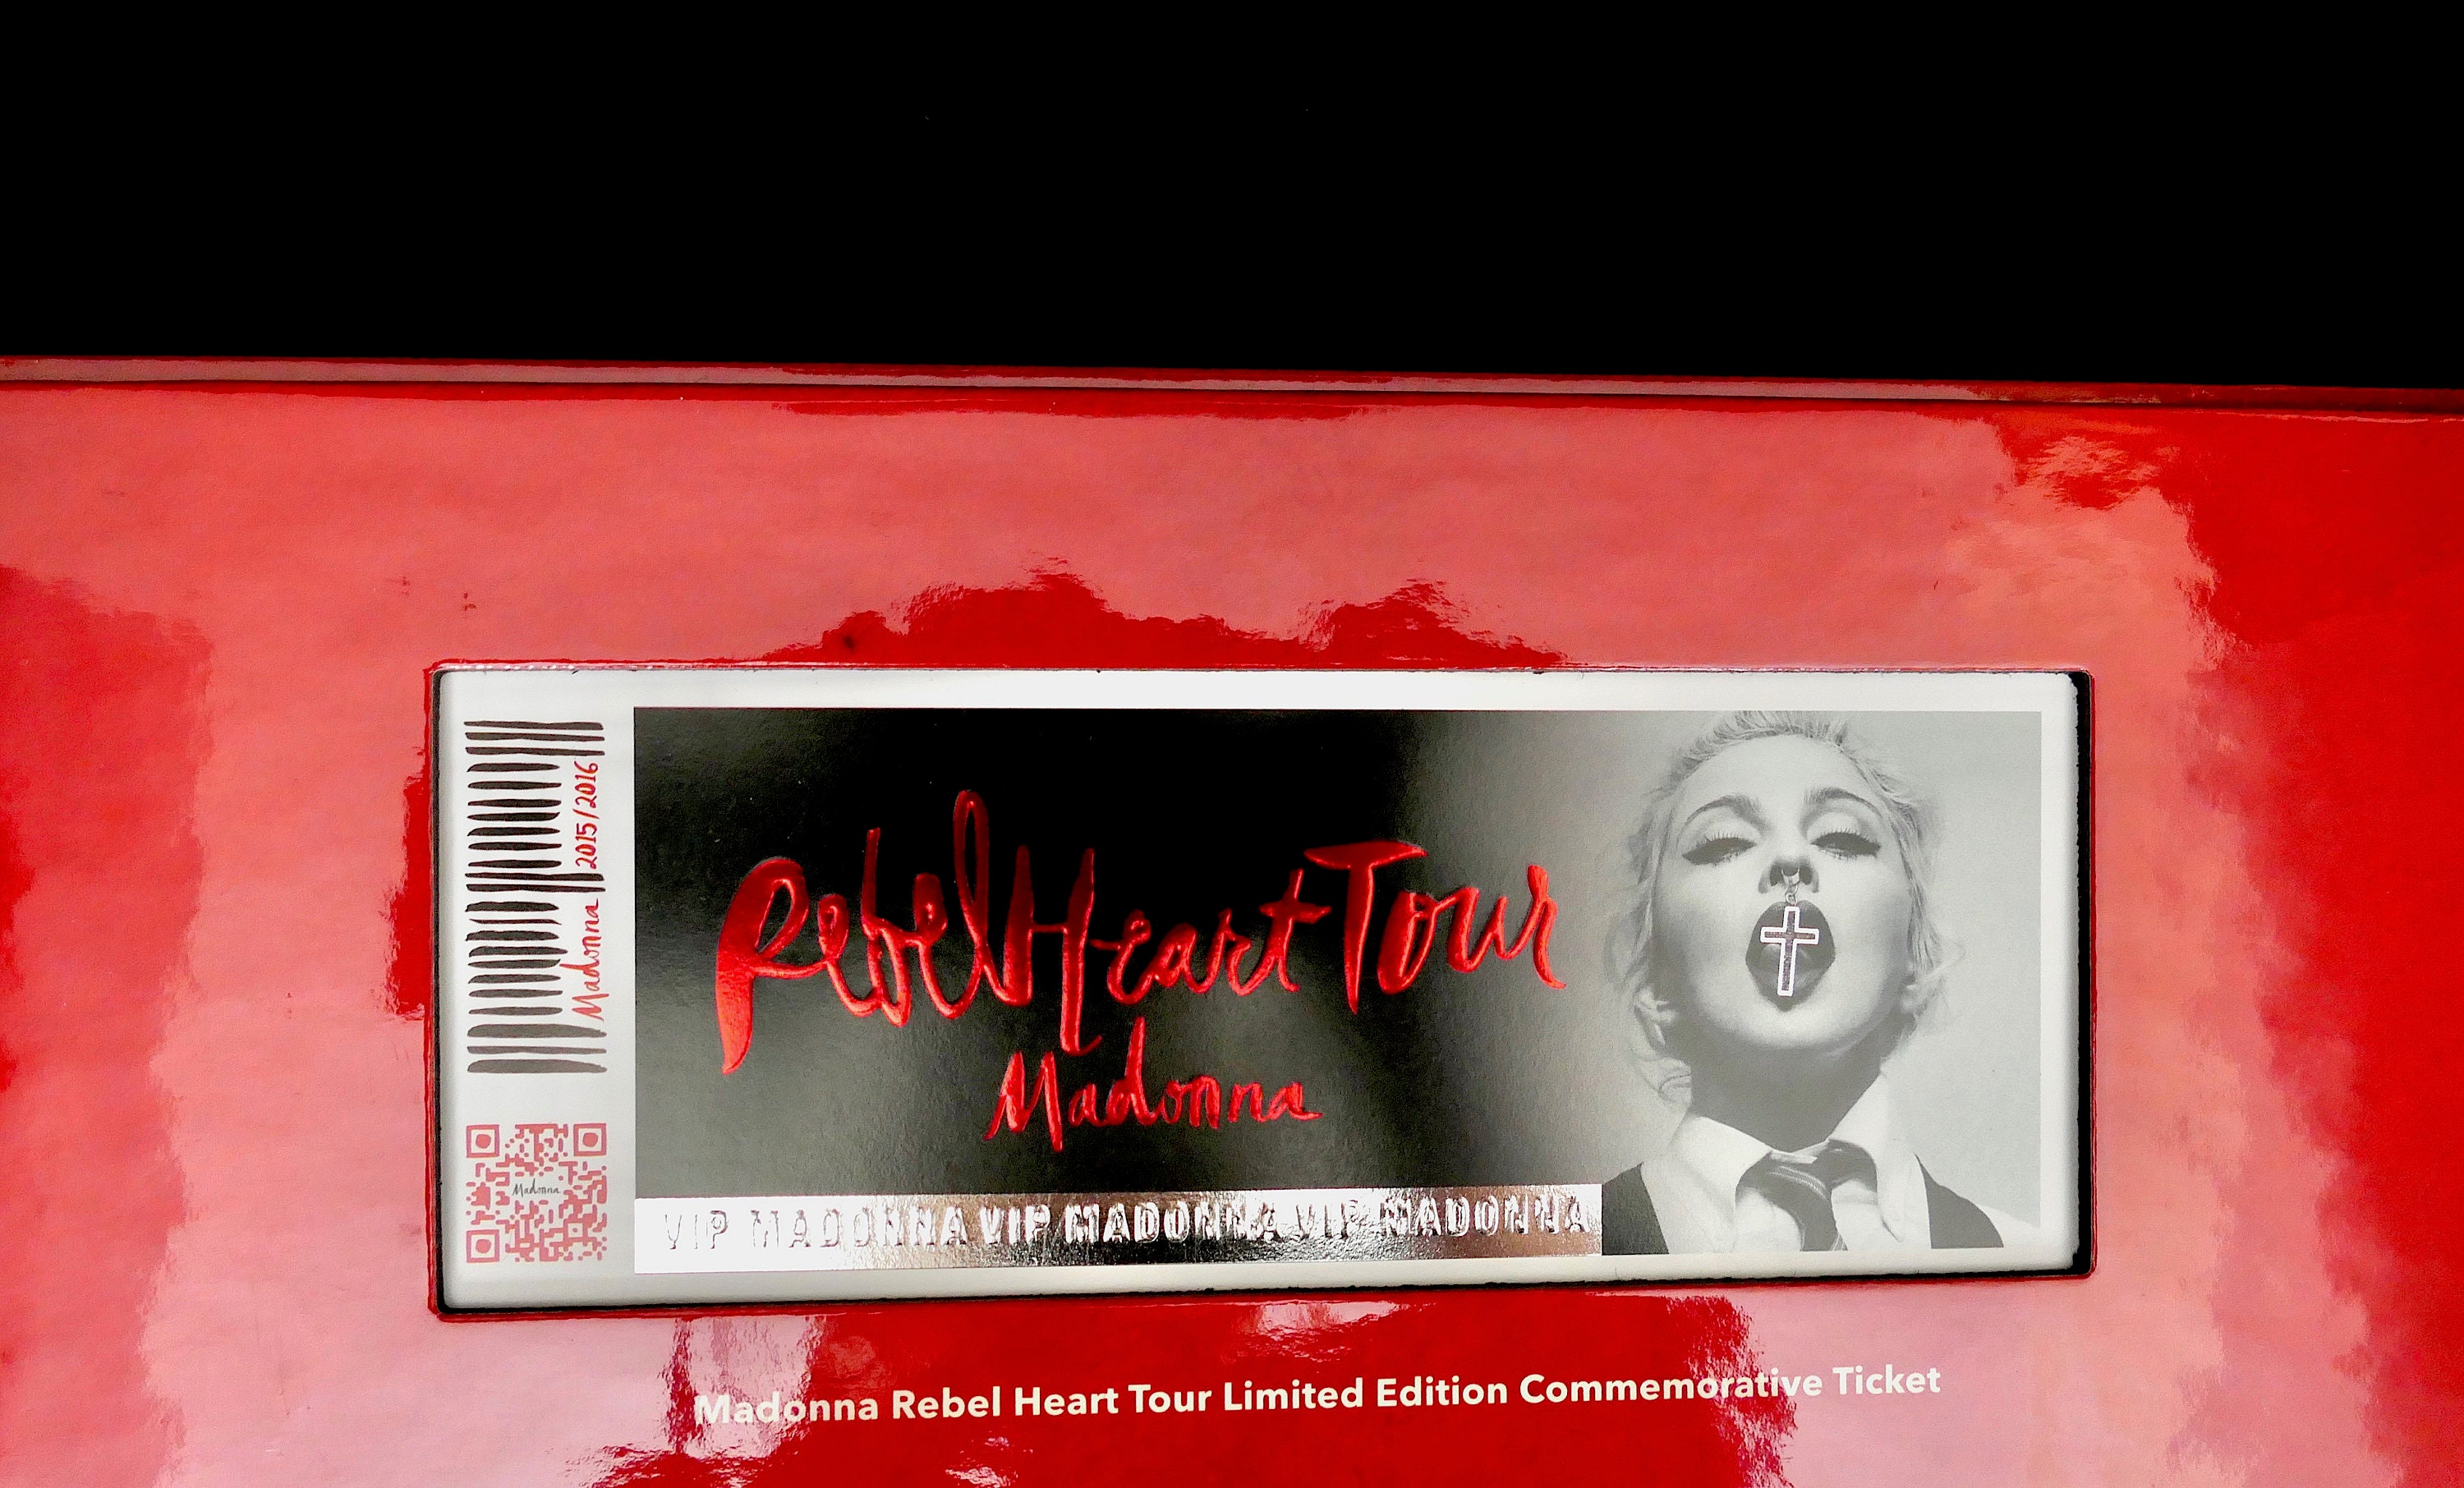 Madonna 2015/2016
Madonna
Rebel Heart Tour
Madonna
VIP MADONNA VIP MADONNA VIP MADONNA
Madonna Rebel Heart Tour Limited Edition Commemorative Ticket